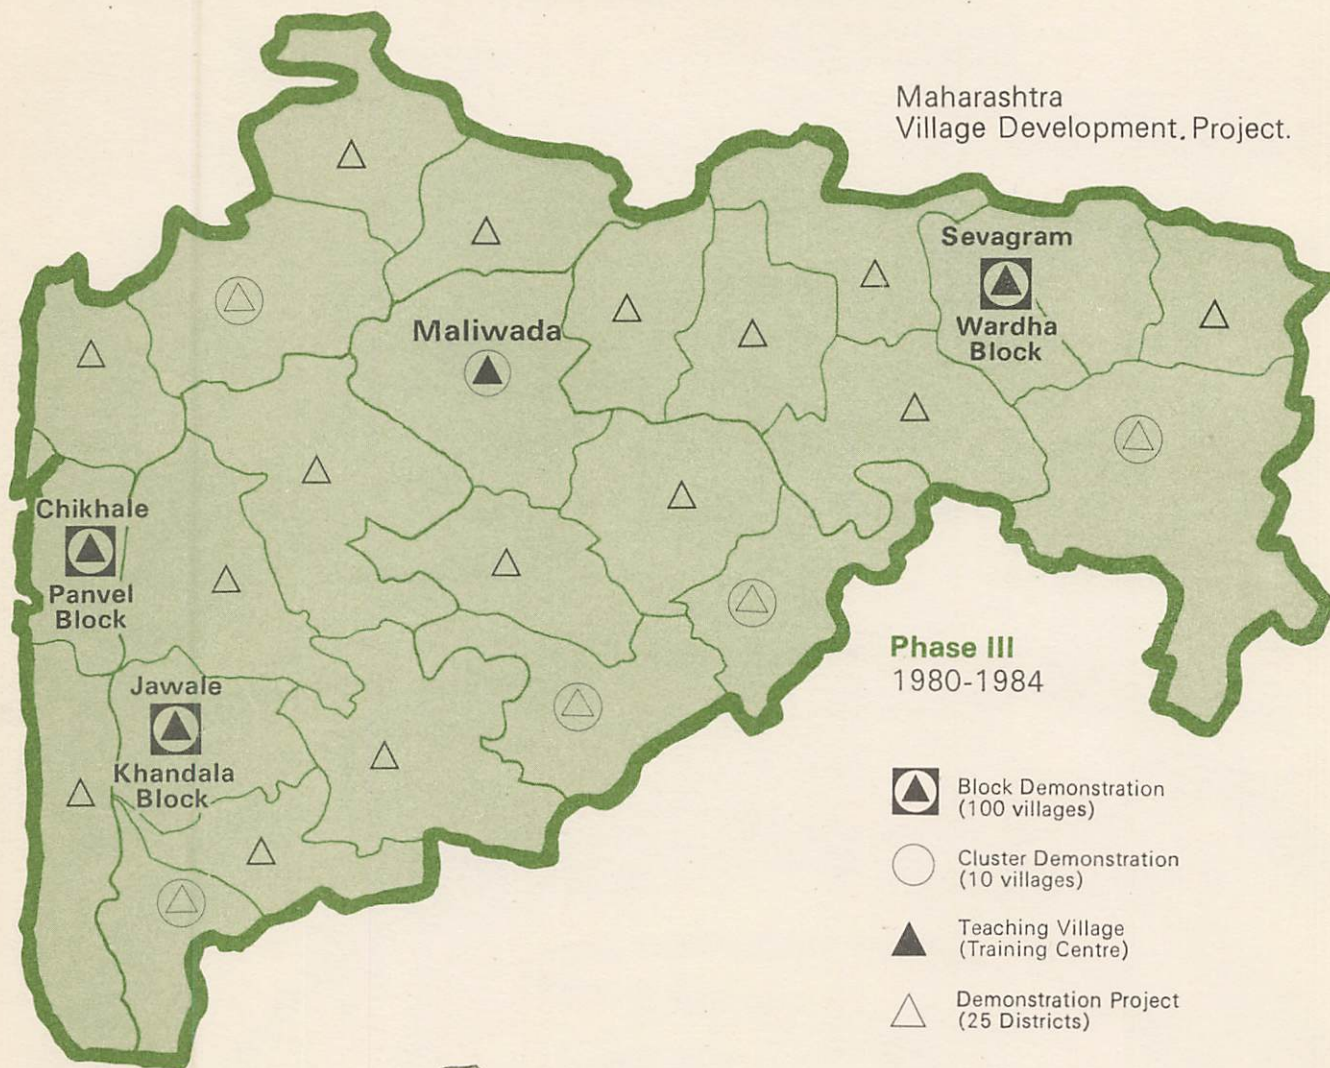 Maharashtra
Village Development. Project.
Sevagram
Wardha
Block
Maliwada
Chikhale
Panvel
Block
Jawale
Khandala
Block
Phase III
1980-1984
Block Demonstration
(100 villages)
Cluster Demonstration
(10 villages)
Teaching Village
(Training Centre)
Demonstration Project
(25 Districts)